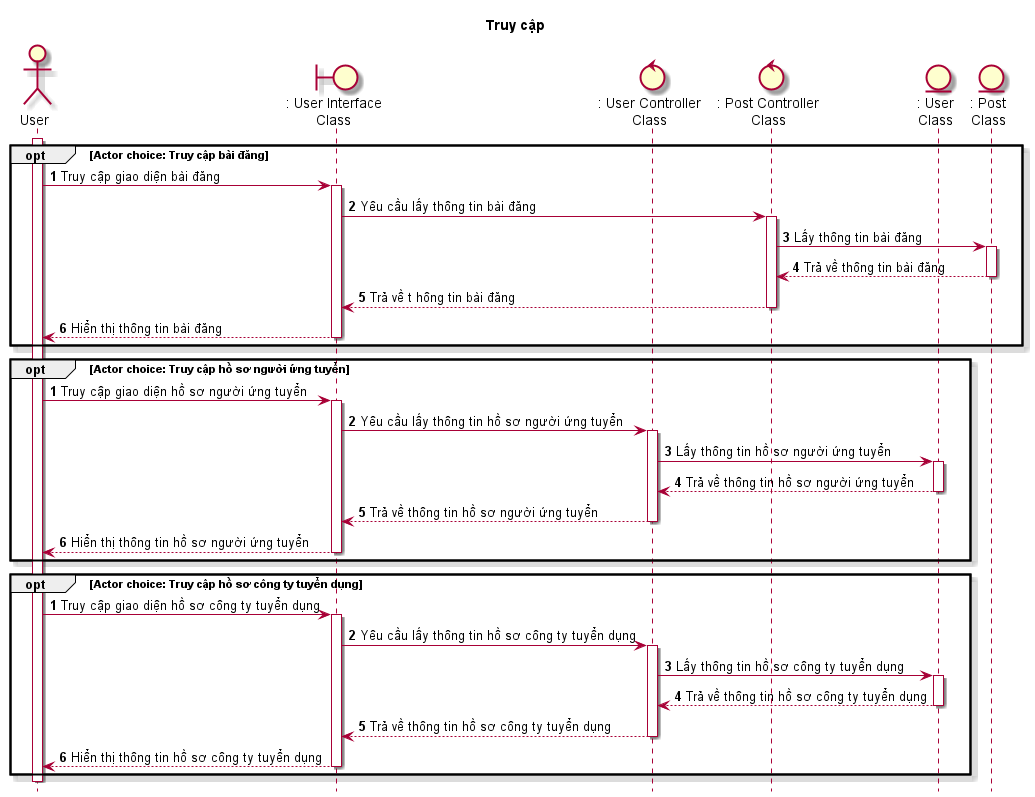 Truy cập
User
: User Interface
Class
: User Controller
Class
: Post Controller
Class
: User
Class
: Post
Class
opt [Actor choice: Truy cập bài đăng]
1 Truy cập giao diện bài đăng
2 Yêu cầu lấy thông tin bài đăng
3 Lấy thông tin bài đăng
4 Trả về thông tin bài đăng
5 Trả về t hông tin bài đăng
6 Hiển thị thông tin bài đăng
opt [Actor choice: Truy cập hồ sơ người ứng tuyển]
1 Truy cập giao diện hồ sơ người ứng tuyển
2 Yêu cầu lấy thông tin hồ sơ người ứng tuyển
3 Lấy thông tin hồ sơ người ứng tuyển
4 Trả về thông tin hồ sơ người ứng tuyển
5 Trả về thông tin hồ sơ người ứng tuyển
6 Hiển thị thông tin hồ sơ người ứng tuyển
opt [Actor choice: Truy cập hồ sơ công ty tuyển dụng]
1 Truy cập giao diện hồ sơ công ty tuyển dụng
2 Yêu cầu lấy thông tin hồ sơ công ty tuyển dụng
3 Lấy thông tin hồ sơ công ty tuyển dụng
4 Trả về thông tin hồ sơ công ty tuyển dụng
5 Trả về thông tin hồ sơ công ty tuyển dụng
6 Hiển thị thông tin hồ sơ công ty tuyển dụng